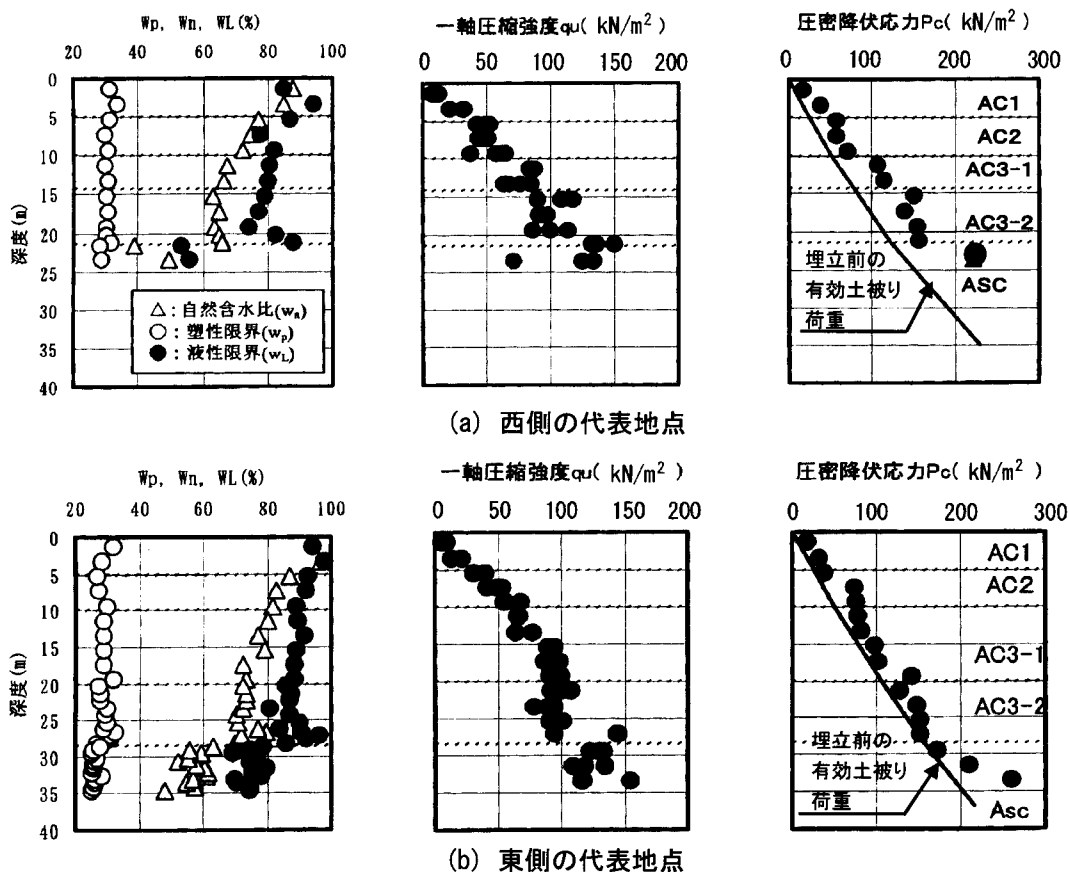 Wp, Wn, WL(%)
20 40 60 80 100
0
5
10
15
20
25
30
35
40
深度(m)
△:自然含水比(wn)
○:塑性限界(wp)
●:液性限界(wL)
一軸圧縮強度qu( kN/m²)
0 50 100 150 200
圧密降伏応力Pc( kN/m²)
0 100 200 300
AC1
AC2
AC3-1
AC3-2
埋立前の
有効土被り
荷重
ASC
(a) 西側の代表地点
Wp, Wn, WL(%)
20 40 60 80 100
0
5
10
15
20
25
30
35
40
深度(m)
一軸圧縮強度qu( kN/m²)
0 50 100 150 200
圧密降伏応力Pc( kN/m²)
0 100 200 300
AC1
AC2
AC3-1
AC3-2
埋立前の
有効土被り
荷重
Asc
(b) 東側の代表地点